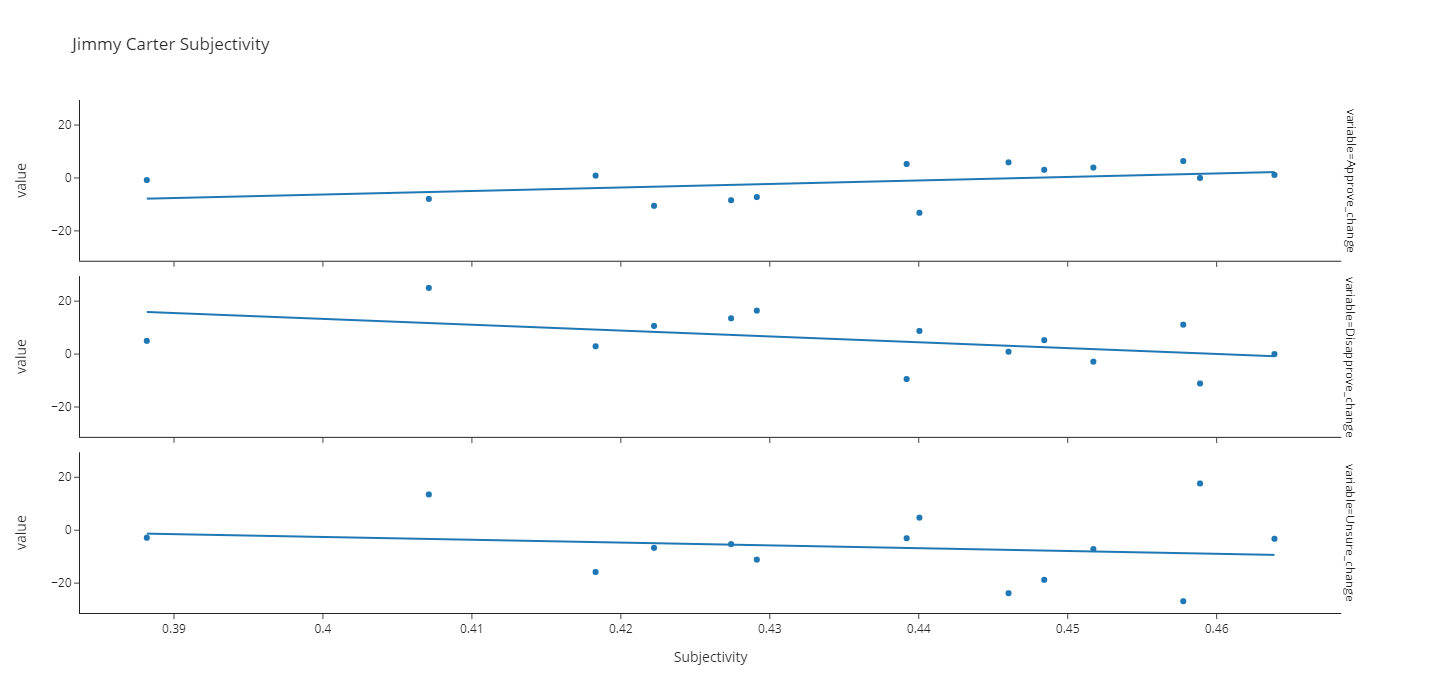 Jimmy Carter Subjectivity
20
0
−20
value
variable=Approve_change
20
0
−20
value
variable=Disapprove_change
20
0
−20
value
variable=Unsure_change
0.39 0.4 0.41 0.42 0.43 0.44 0.45 0.46
Subjectivity